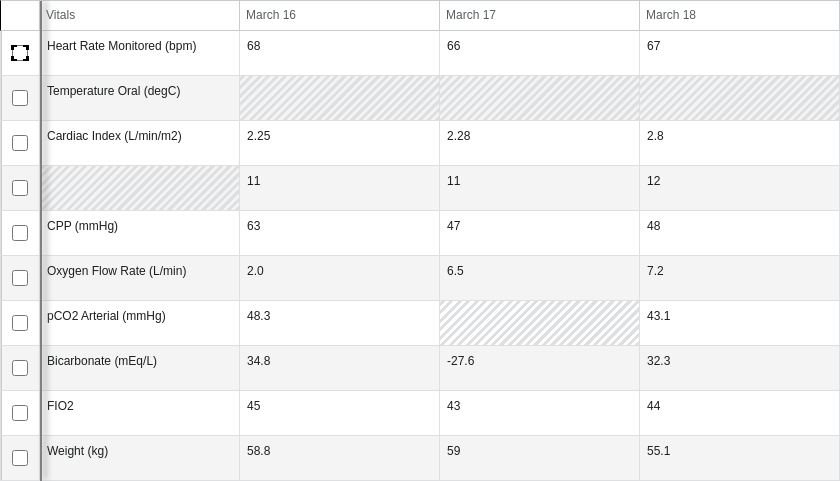 Vitals March 16 March 17 March 18
Heart Rate Monitored (bpm) 68 66 67
Temperature Oral (degC)
Cardiac Index (L/min/m2) 2.25 2.28 2.8
11 11 12
CPP (mmHg) 63 47 48
Oxygen Flow Rate (L/min) 2.0 6.5 7.2
pCO2 Arterial (mmHg) 48.3 43.1
Bicarbonate (mEq/L) 34.8 -27.6 32.3
FIO2 45 43 44
Weight (kg) 58.8 59 55.1